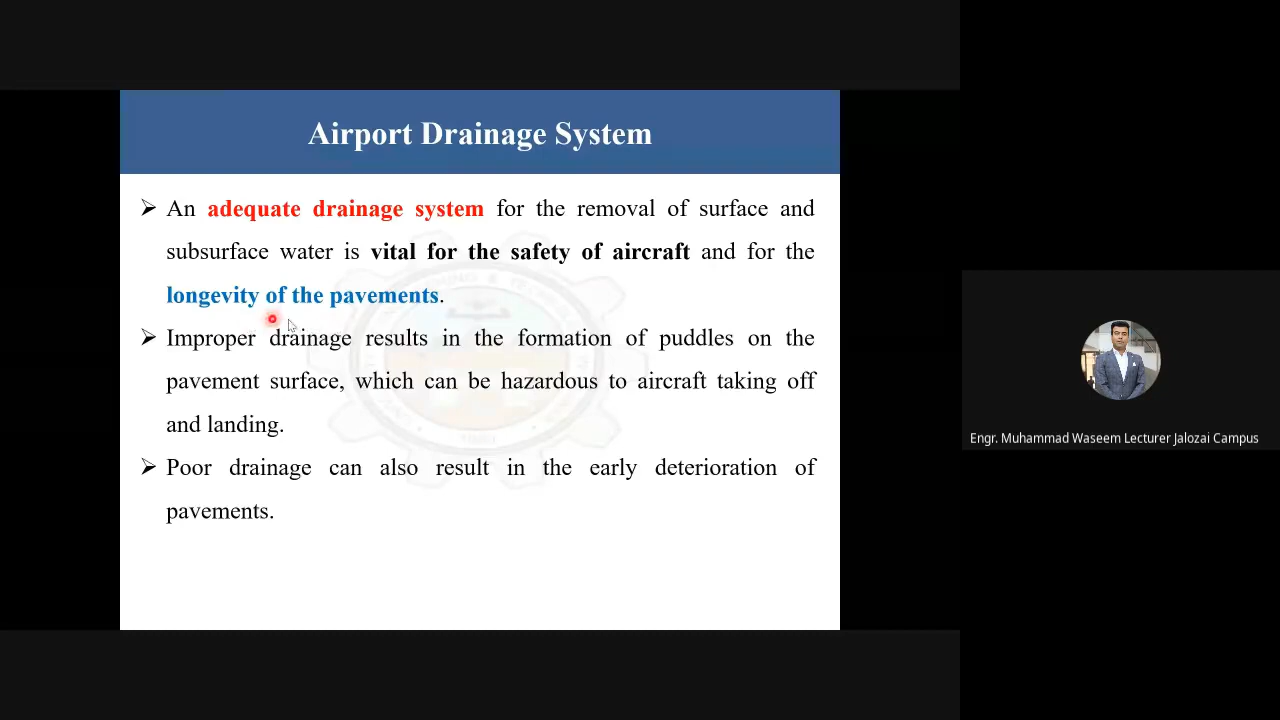 Airport Drainage System
➢ An adequate drainage system for the removal of surface and
subsurface water is vital for the safety of aircraft and for the
longevity of the pavements.
➢ Improper drainage results in the formation of puddles on the
pavement surface, which can be hazardous to aircraft taking off
and landing.
➢ Poor drainage can also result in the early deterioration of
pavements.
Engr. Muhammad Waseem Lecturer Jalozai Campus